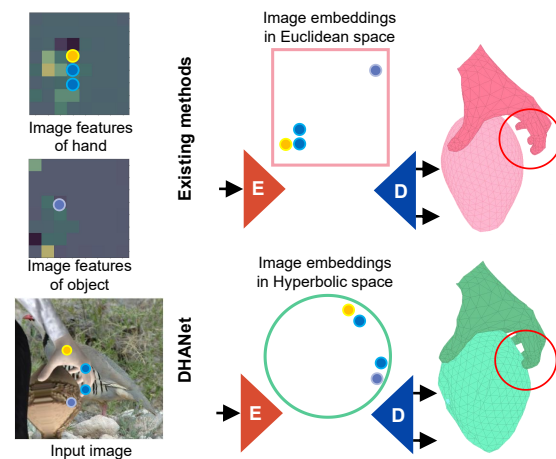 Image features
of hand
Image features
of object
Input image
Existing methods
Image embeddings
in Euclidean space
E
D
DHANet
Image embeddings
in Hyperbolic space
E
D